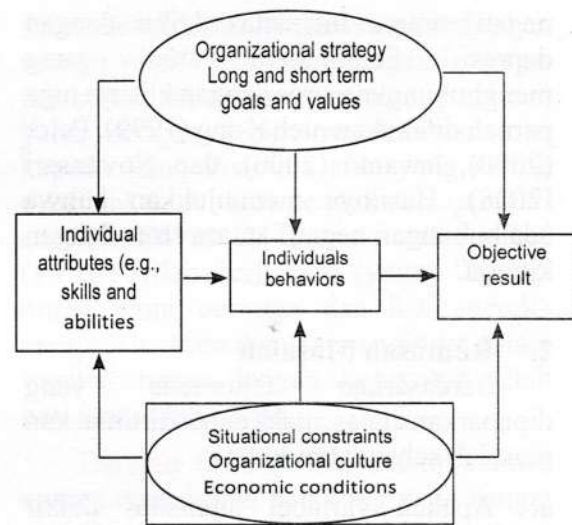 Organizational strategy
Long and short term
goals and values
Individual
attributes (e.g.,
skills and
abilities
Individuals
behaviors
Objective
result
Situational constraints
Organizational culture
Economic conditions